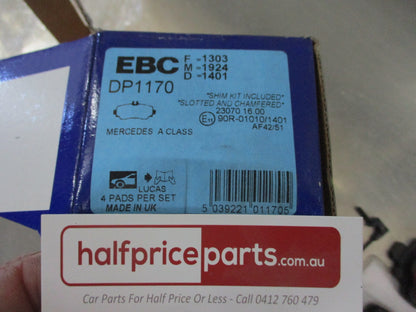 EBC
F -1303
M -1924
D -1401
DP1170
"SHIM KIT INCLUDED"
"SLOTTED AND CHAMFERED"
23070 16 00
E11 90R-01010/1401
AF42/51
MERCEDES A CLASS
LUCAS
4 PADS PER SET
MADE IN UK
5 039221 011705
halfpriceparts.com.au
Car Parts For Half Price Or Less - Call 0412 760 479